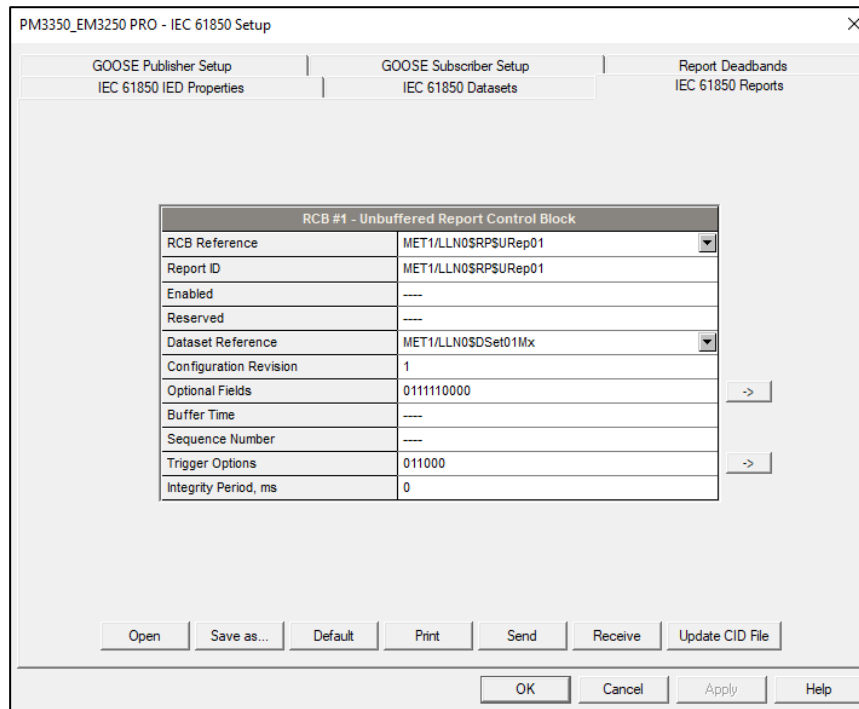 PM3350_EM3250 PRO - IEC 61850 Setup
GOOSE Publisher Setup GOOSE Subscriber Setup Report Deadbands
IEC 61850 IED Properties IEC 61850 Datasets IEC 61850 Reports
RCB #1 - Unbuffered Report Control Block
RCB Reference MET1/LLN0$RP$URep01
Report ID MET1/LLN0$RP$URep01
Enabled ----
Reserved ----
Dataset Reference MET1/LLN0$DSet01Mx
Configuration Revision 1
Optional Fields 0111110000 ->
Buffer Time ----
Sequence Number ----
Trigger Options 011000 ->
Integrity Period, ms 0
Open Save as... Default Print Send Receive Update CID File
OK Cancel Apply Help